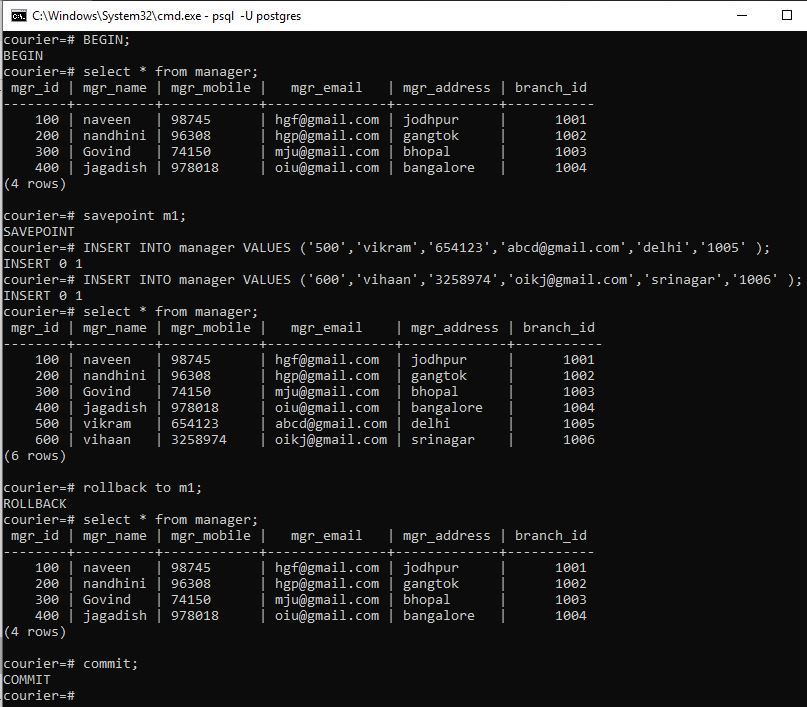 C:\Windows\System32\cmd.exe - psql  -U postgres
courier=# BEGIN;
BEGIN
courier=# select * from manager;
 mgr_id | mgr_name | mgr_mobile |   mgr_email   | mgr_address | branch_id
--------+----------+------------+---------------+-------------+-----------
    100 | naveen   | 98745      | hgf@gmail.com | jodhpur     |      1001
    200 | nandhini | 96308      | hgp@gmail.com | gangtok     |      1002
    300 | Govind   | 74150      | mju@gmail.com | bhopal      |      1003
    400 | jagadish | 978018     | oiu@gmail.com | bangalore   |      1004
(4 rows)
courier=# savepoint m1;
SAVEPOINT
courier=# INSERT INTO manager VALUES ('500','vikram','654123','abcd@gmail.com','delhi','1005' );
INSERT 0 1
courier=# INSERT INTO manager VALUES ('600','vihaan','3258974','oikj@gmail.com','srinagar','1006' );
INSERT 0 1
courier=# select * from manager;
 mgr_id | mgr_name | mgr_mobile |   mgr_email    | mgr_address | branch_id
--------+----------+------------+----------------+-------------+-----------
    100 | naveen   | 98745      | hgf@gmail.com  | jodhpur     |      1001
    200 | nandhini | 96308      | hgp@gmail.com  | gangtok     |      1002
    300 | Govind   | 74150      | mju@gmail.com  | bhopal      |      1003
    400 | jagadish | 978018     | oiu@gmail.com  | bangalore   |      1004
    500 | vikram   | 654123     | abcd@gmail.com | delhi       |      1005
    600 | vihaan   | 3258974    | oikj@gmail.com | srinagar    |      1006
(6 rows)
courier=# rollback to m1;
ROLLBACK
courier=# select * from manager;
 mgr_id | mgr_name | mgr_mobile |   mgr_email   | mgr_address | branch_id
--------+----------+------------+---------------+-------------+-----------
    100 | naveen   | 98745      | hgf@gmail.com | jodhpur     |      1001
    200 | nandhini | 96308      | hgp@gmail.com | gangtok     |      1002
    300 | Govind   | 74150      | mju@gmail.com | bhopal      |      1003
    400 | jagadish | 978018     | oiu@gmail.com | bangalore   |      1004
(4 rows)
courier=# commit;
COMMIT
courier=#